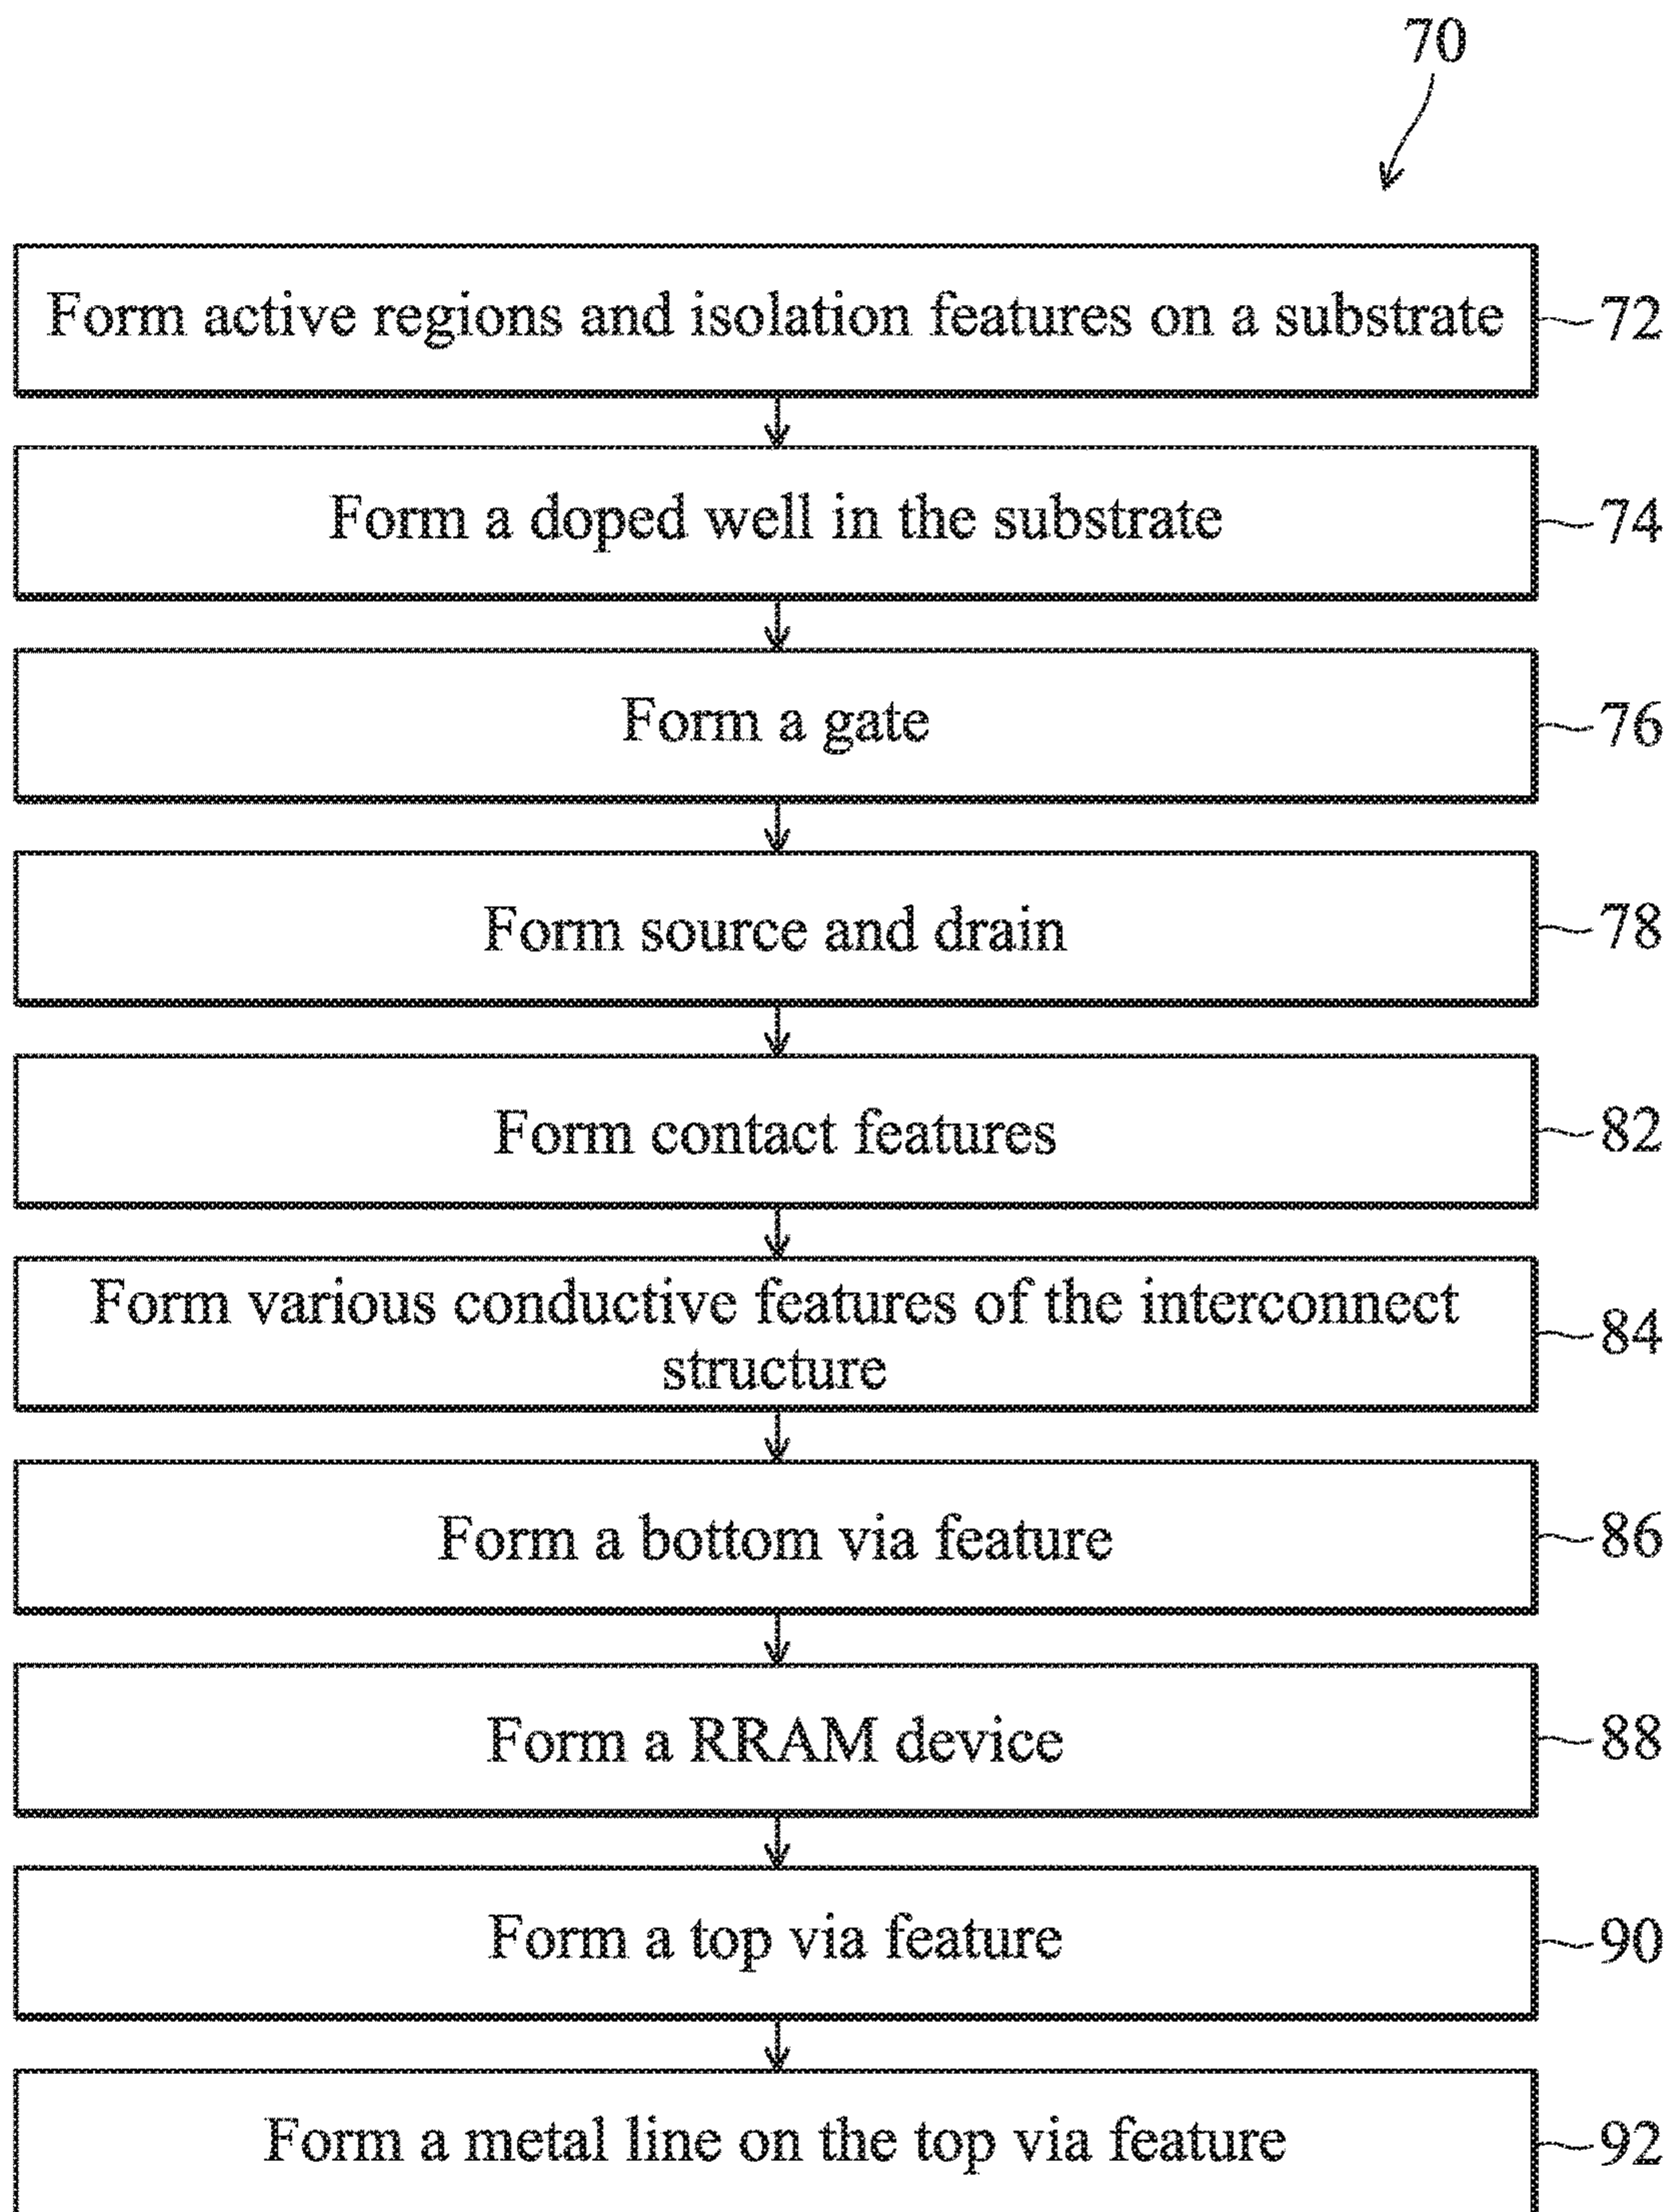 70
Form active regions and isolation features on a substrate
72
Form a doped well in the substrate
74
Form a gate
76
Form source and drain
78
Form contact features
82
Form various conductive features of the interconnect
structure
84
Form a bottom via feature
86
Form a RRAM device
88
Form a top via feature
90
Form a metal line on the top via feature
92